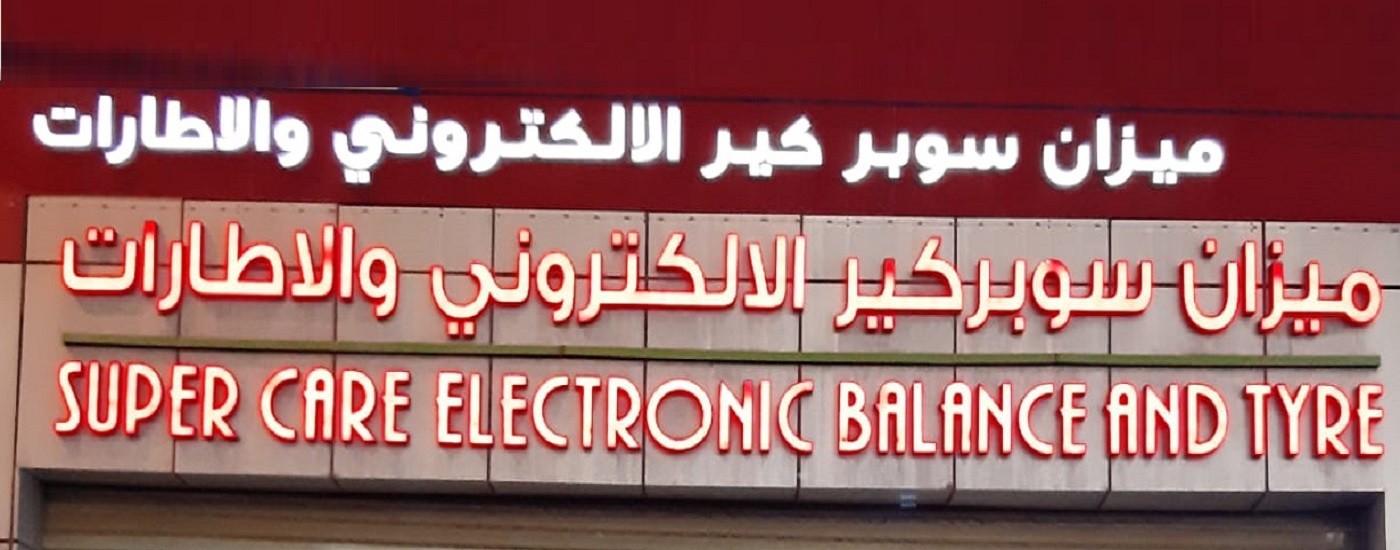 ميزان سوبر كير الالكتروني والاطارات
ميزان سوبركير الالكتروني والاطارات
SUPER CARE ELECTRONIC BALANCE AND TYRE